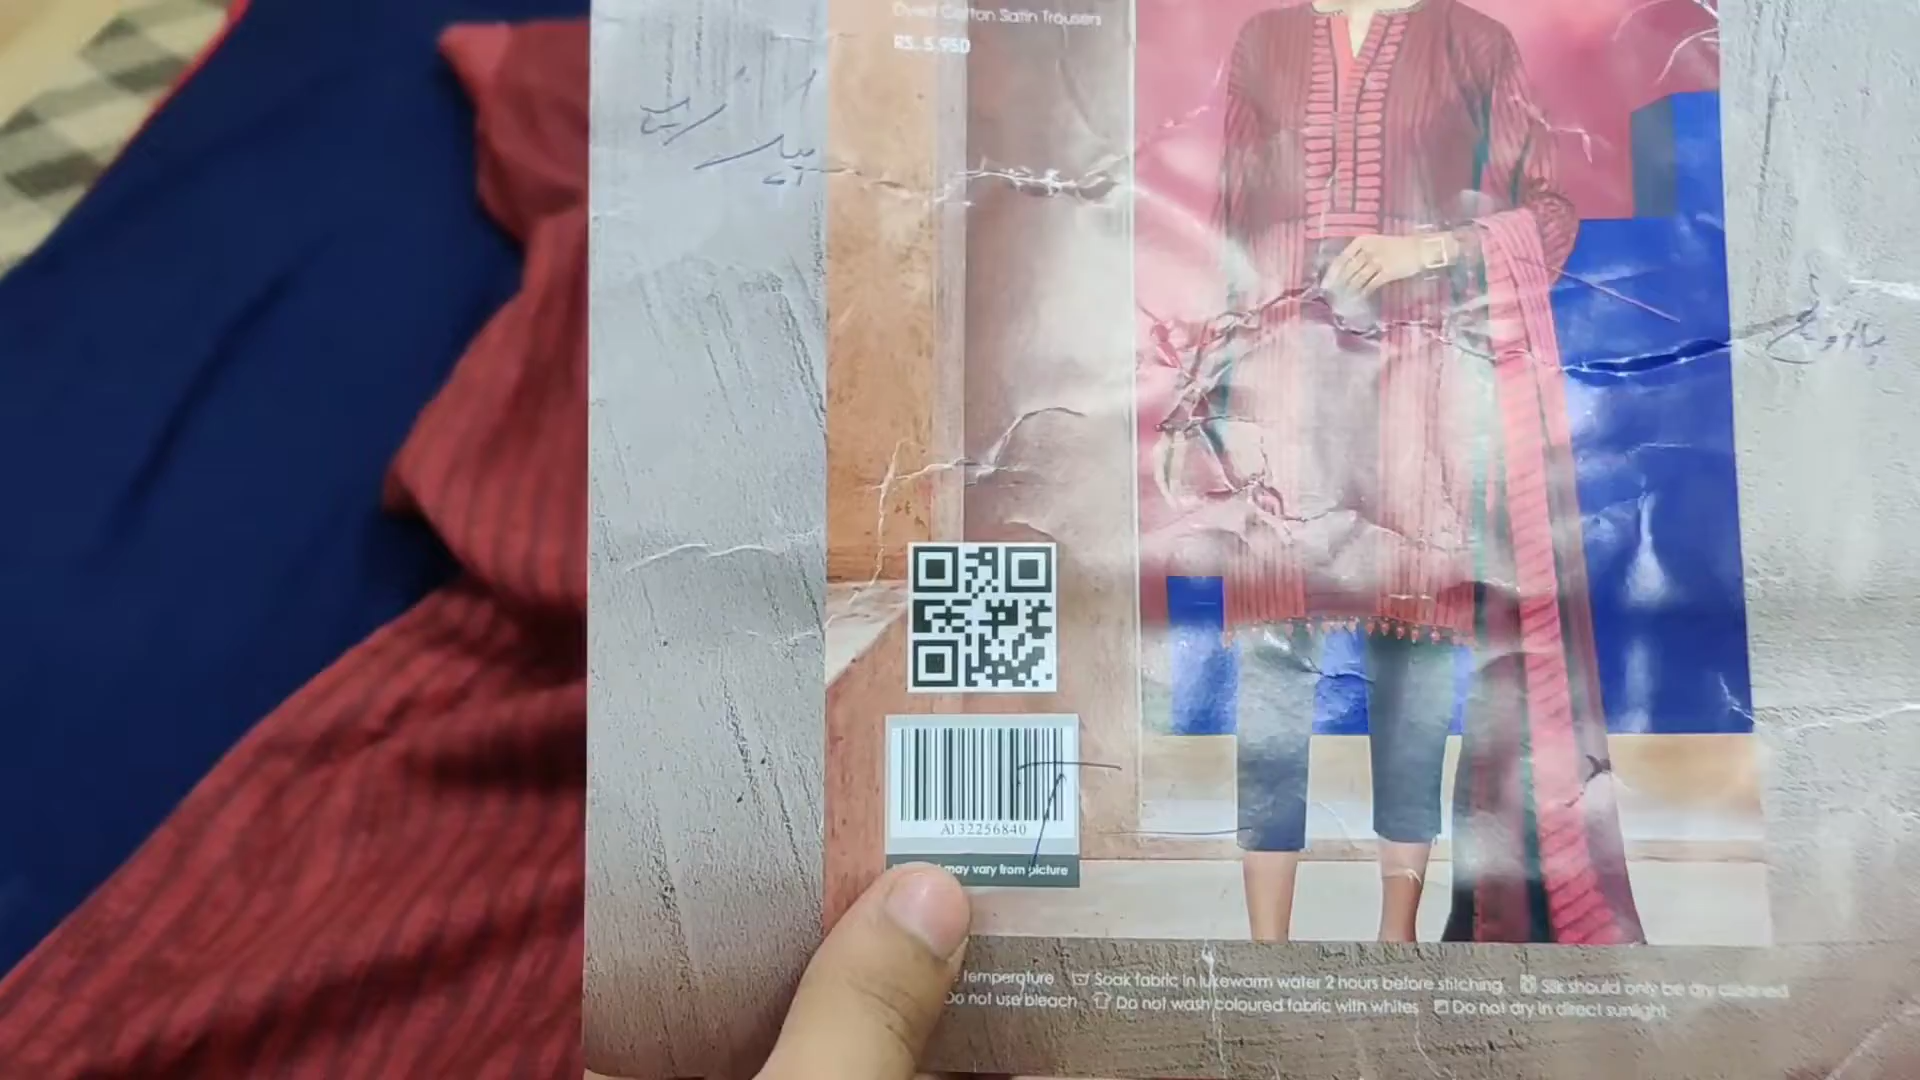 Dyed Cotton Satin Trousers
RS. 5,950
A132256840
may vary from picture
Temperature Soak fabric in lukewarm water 2 hours before stitching Silk should only be dry cleaned
Do not use bleach Do not wash coloured fabric with whites Do not dry in direct sunlight